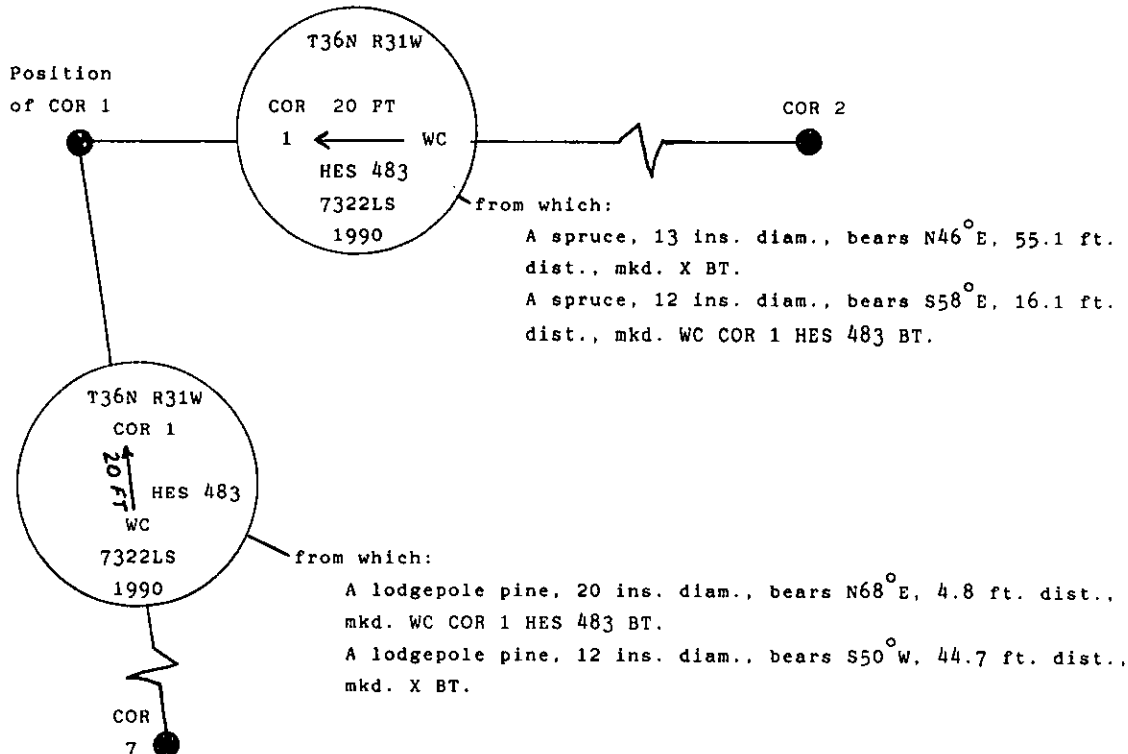 T36N R31W
Position
of COR 1
COR 20 FT
COR 2
1 WC
HES 483
7322LS
1990
from which:
A spruce, 13 ins. diam., bears N46°E, 55.1 ft.
dist., mkd. X BT.
A spruce, 12 ins. diam., bears S58°E, 16.1 ft.
dist., mkd. WC COR 1 HES 483 BT.
T36N R31W
COR 1
20 FT
HES 483
WC
7322LS
1990
from which:
A lodgepole pine, 20 ins. diam., bears N68°E, 4.8 ft. dist.,
mkd. WC COR 1 HES 483 BT.
A lodgepole pine, 12 ins. diam., bears S50°W, 44.7 ft. dist.,
mkd. X BT.
COR
7